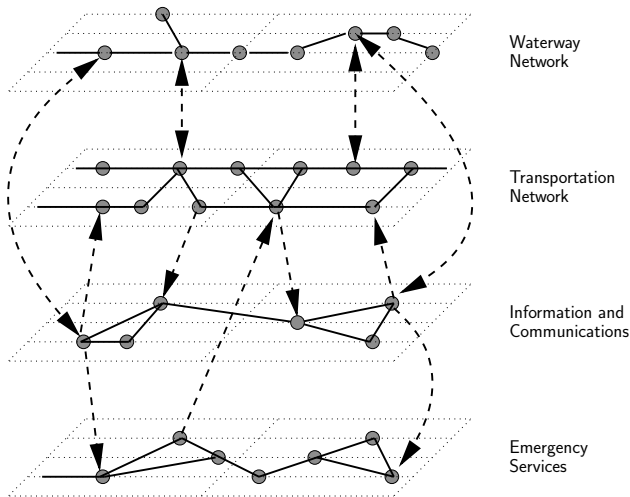 Waterway
Network
Transportation
Network
Information and
Communications
Emergency
Services